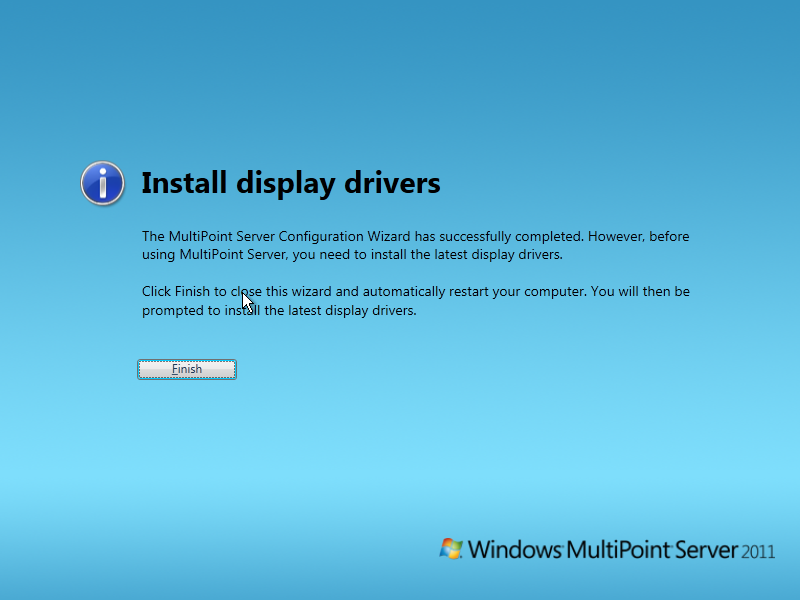 Install display drivers
The MultiPoint Server Configuration Wizard has successfully completed. However, before
using MultiPoint Server, you need to install the latest display drivers.
Click Finish to close this wizard and automatically restart your computer. You will then be
prompted to install the latest display drivers.
Finish
Windows MultiPoint Server 2011